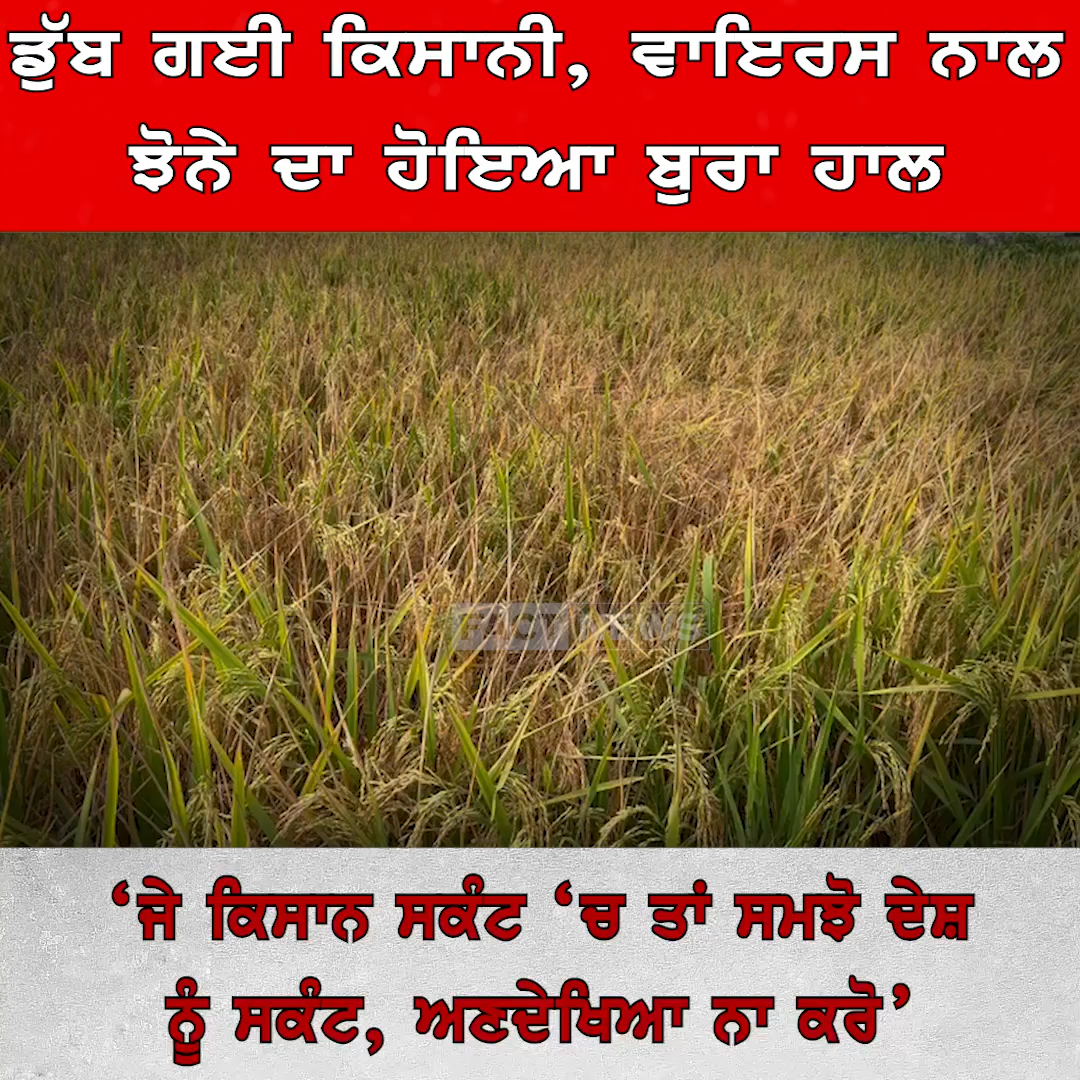 ਡੁੱਬ ਗਈ ਕਿਸਾਨੀ, ਵਾਇਰਸ ਨਾਲ
ਝੋਨੇ ਦਾ ਹੋਇਆ ਬੁਰਾ ਹਾਲ
‘ਜੇ ਕਿਸਾਨ ਸਕੰਟ ‘ਚ ਤਾਂ ਸਮਝੋ ਦੇਸ਼
ਨੂੰ ਸਕੰਟ, ਅਣਦੇਖਿਆ ਨਾ ਕਰੋ’